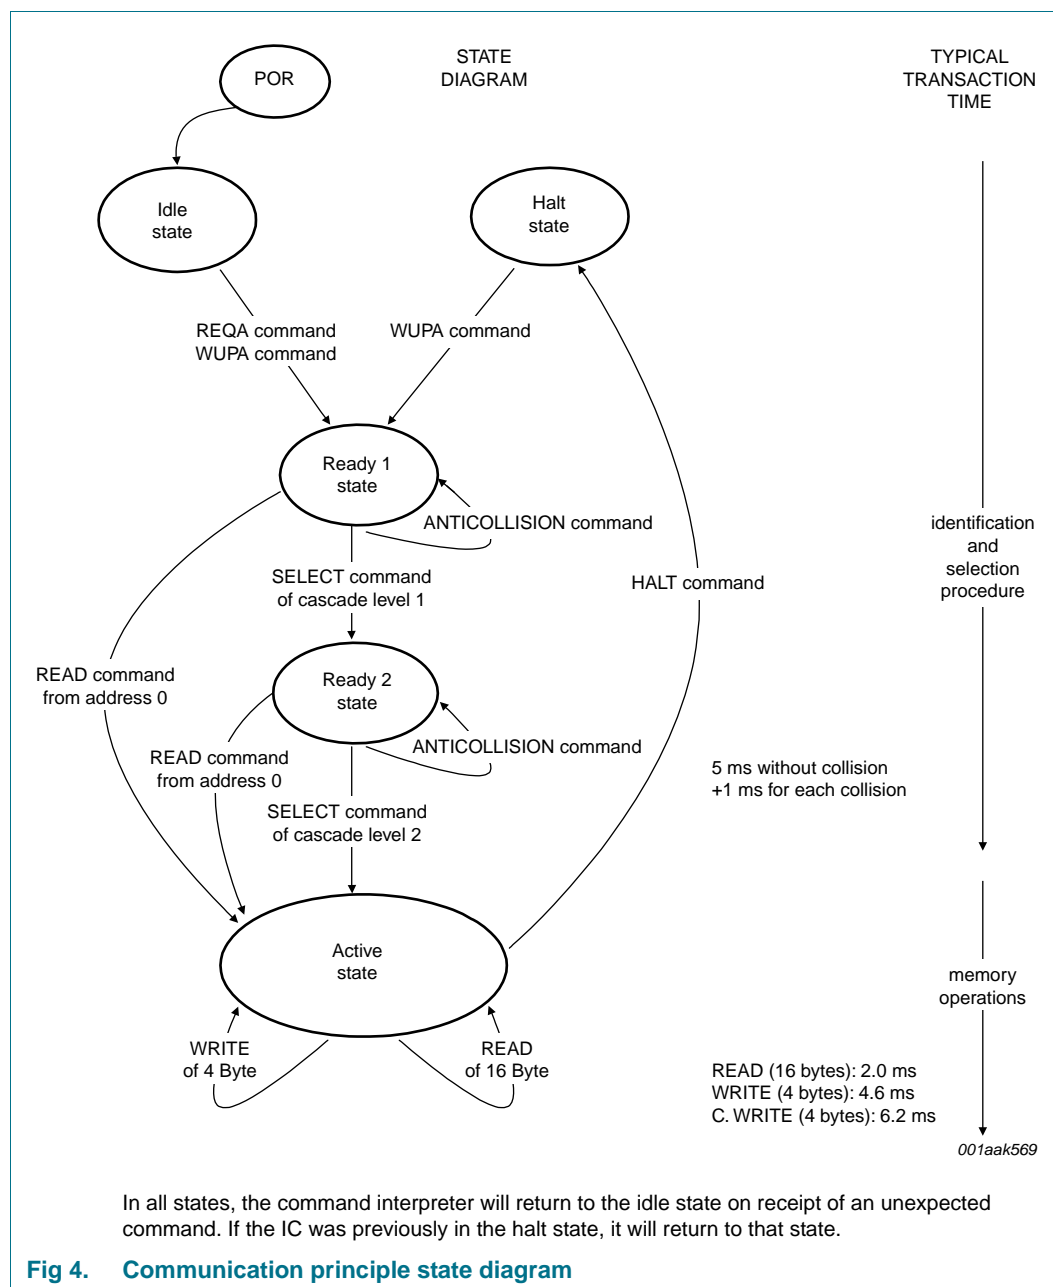 POR
STATE
DIAGRAM
TYPICAL
TRANSACTION
TIME
Idle
state
Halt
state
REQA command
WUPA command
WUPA command
Ready 1
state
ANTICOLLISION command
SELECT command
of cascade level 1
HALT command
identification
and
selection
procedure
READ command
from address 0
Ready 2
state
ANTICOLLISION command
READ command
from address 0
SELECT command
of cascade level 2
5 ms without collision
+1 ms for each collision
Active
state
memory
operations
WRITE
of 4 Byte
READ
of 16 Byte
READ (16 bytes): 2.0 ms
WRITE (4 bytes): 4.6 ms
C. WRITE (4 bytes): 6.2 ms
001aak569
In all states, the command interpreter will return to the idle state on receipt of an unexpected
command. If the IC was previously in the halt state, it will return to that state.
Fig 4. Communication principle state diagram